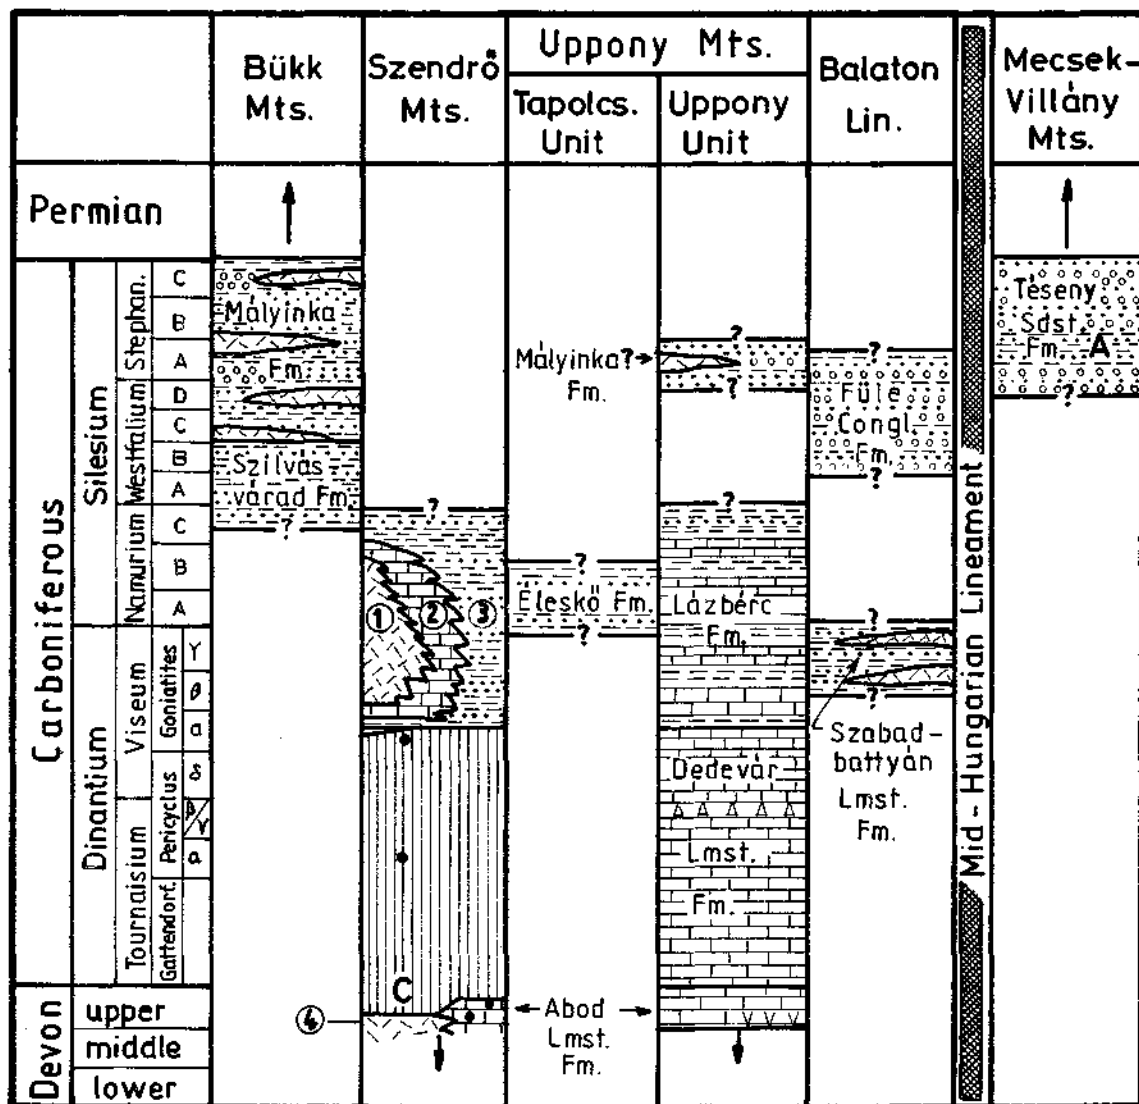 Bükk
Mts.
Szendrő
Mts.
Uppony Mts.
Tapolcs.
Unit
Uppony
Unit
Balaton
Lin.
Mecsek-
Villány
Mts.
Permian
Carboniferous
Silesium
Stephan.
C
B
A
Westfalium
D
C
B
A
Namurium
C
B
A
Dinantium
Viseum
Goniatites
γ
β
a
Pericyclus
δ
β/γ
a
Tournaisium
Gattendorf.
Devon
upper
middle
lower
Mályinka
Fm.
Szilvás-
várad Fm.
?
?
①
②
③
C
④
Mályinka?
Fm.
?
Éleskő Fm.
?
Abod
Lmst.
Fm.
?
?
?
Lázbérc
Fm.
Dedevár
Lmst.
Fm.
?
Füle
Congl.
Fm.
?
?
?
Szabad-
battyán
Lmst.
Fm.
Mid-Hungarian Lineament
Téseny
Sdst.
Fm. A
?